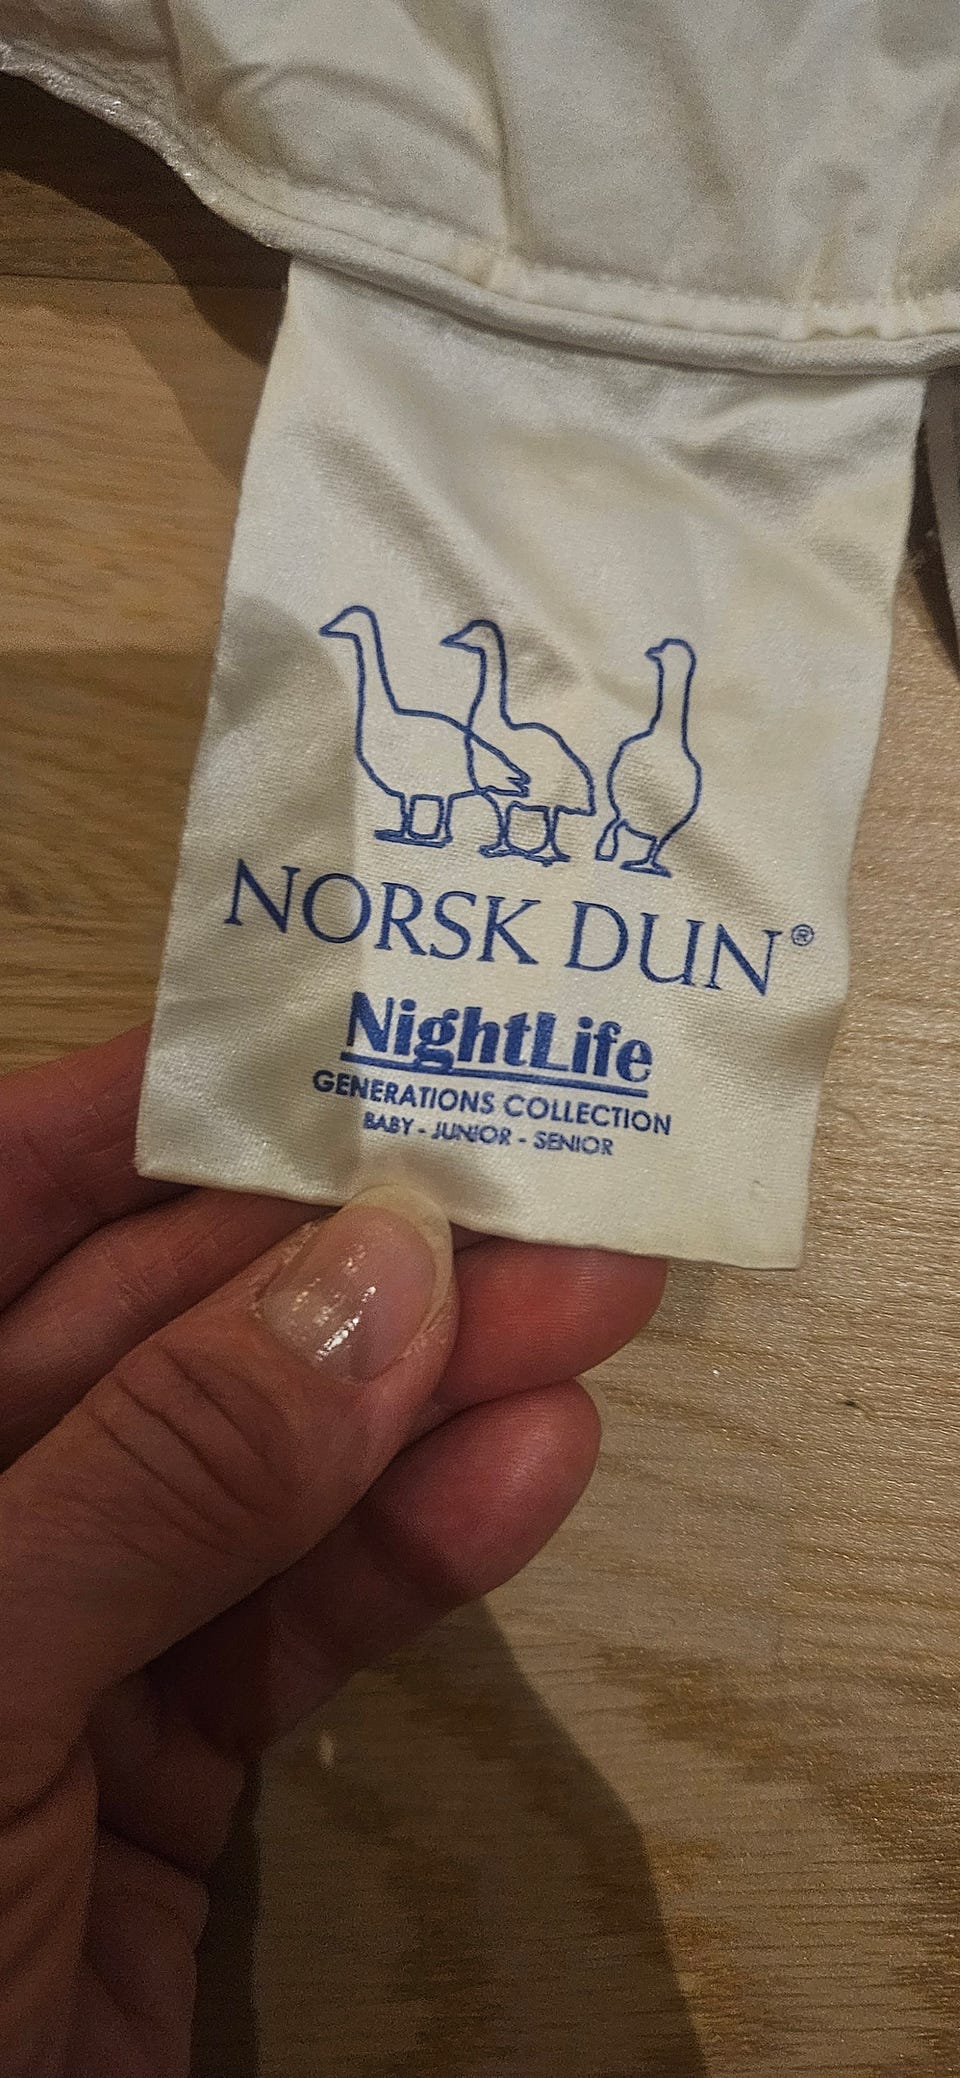 NORSK DUN®
NightLife
GENERATIONS COLLECTION
BABY - JUNIOR - SENIOR